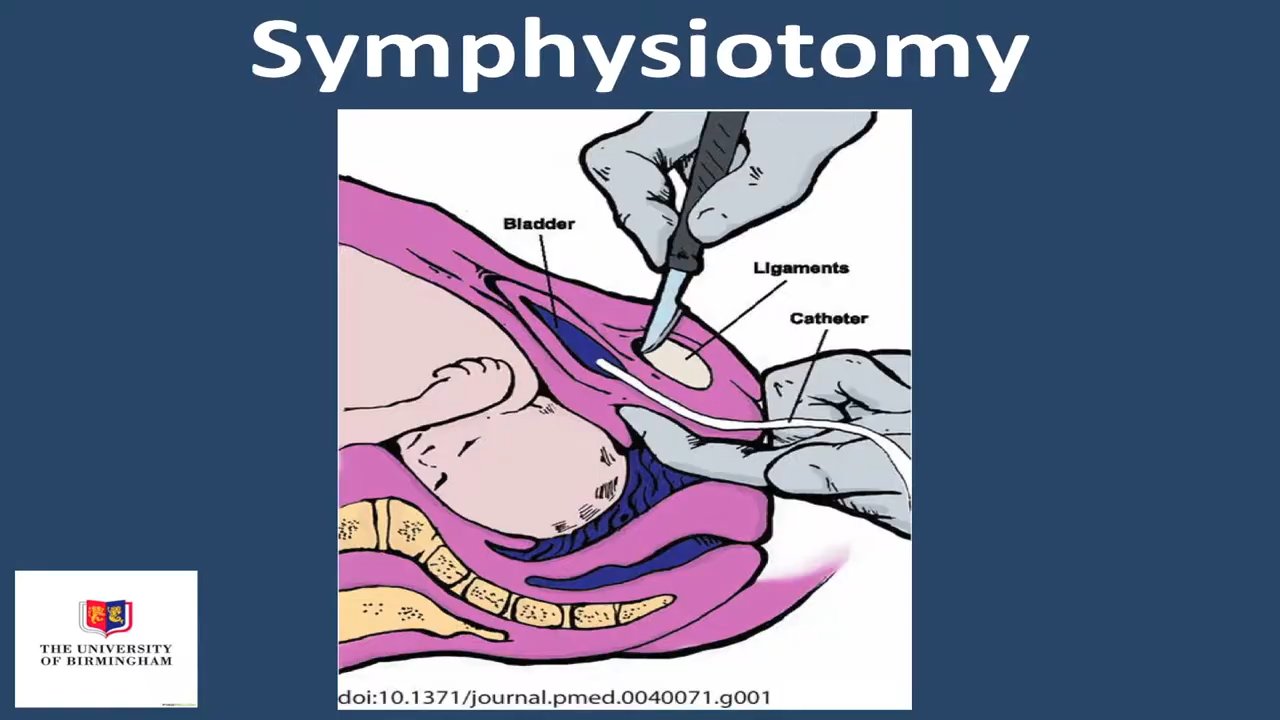 Symphysiotomy
Bladder
Ligaments
Catheter
THE UNIVERSITY
OF BIRMINGHAM
doi:10.1371/journal.pmed.0040071.g001